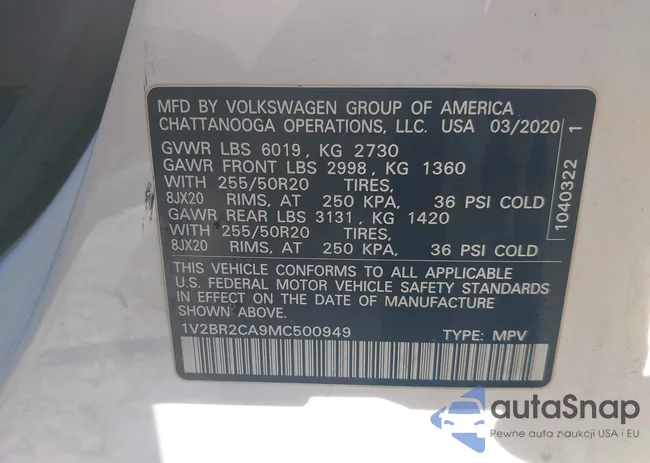 MFD BY VOLKSWAGEN GROUP OF AMERICA
CHATTANOOGA OPERATIONS, LLC. USA 03/2020
GVWR LBS 6019 , KG 2730
GAWR FRONT LBS 2998 , KG 1360
WITH 255/50R20 TIRES,
8JX20 RIMS, AT 250 KPA, 36 PSI COLD
GAWR REAR LBS 3131 , KG 1420
WITH 255/50R20 TIRES,
8JX20 RIMS, AT 250 KPA, 36 PSI COLD
THIS VEHICLE CONFORMS TO ALL APPLICABLE
U.S. FEDERAL MOTOR VEHICLE SAFETY STANDARDS
IN EFFECT ON THE DATE OF MANUFACTURE
SHOWN ABOVE.
1V2BR2CA9MC500949 TYPE: MPV
1040322 1
autaSnap
Pewne auta z aukcji USA i EU